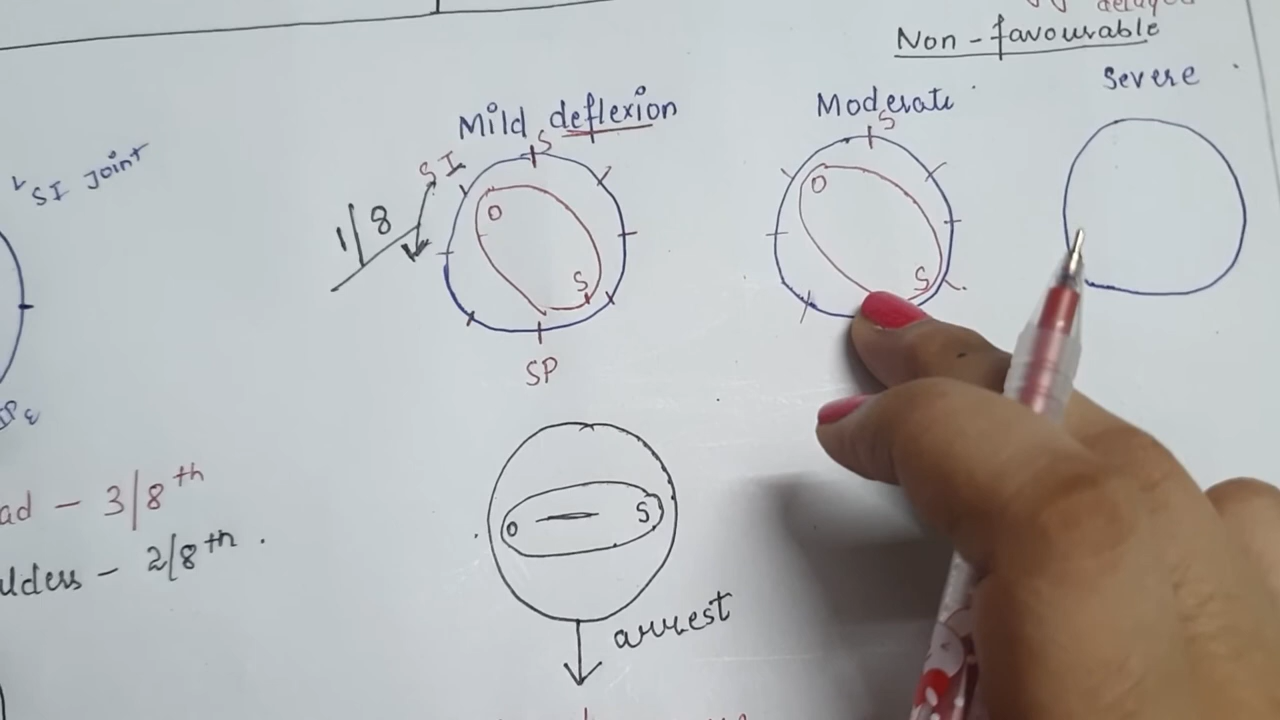 delayed
Non-favourable
Mild deflexion
Moderate
Severe
SI joint
1/8
SI
S
O
S
SP
S
O
S
ad - 3/8th
ulders - 2/8th.
O
S
arrest